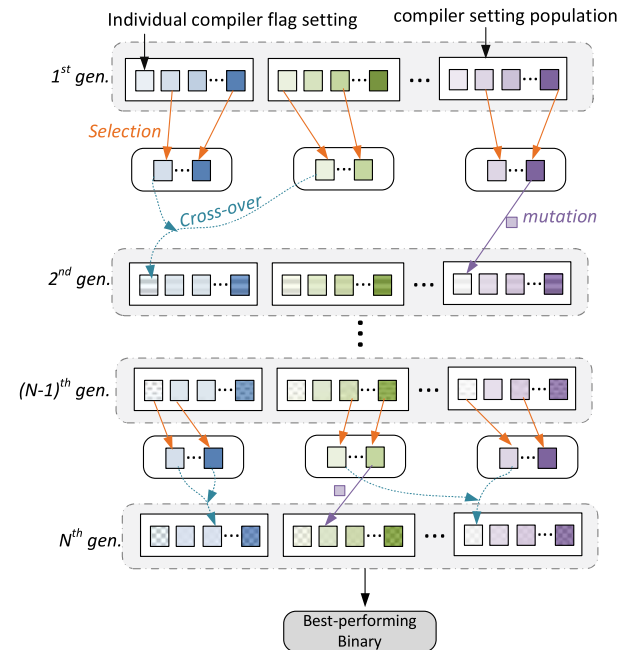 Individual compiler flag setting
compiler setting population
1st gen.
Selection
Cross-over
mutation
2nd gen.
(N-1)th gen.
Nth gen.
Best-performing
Binary